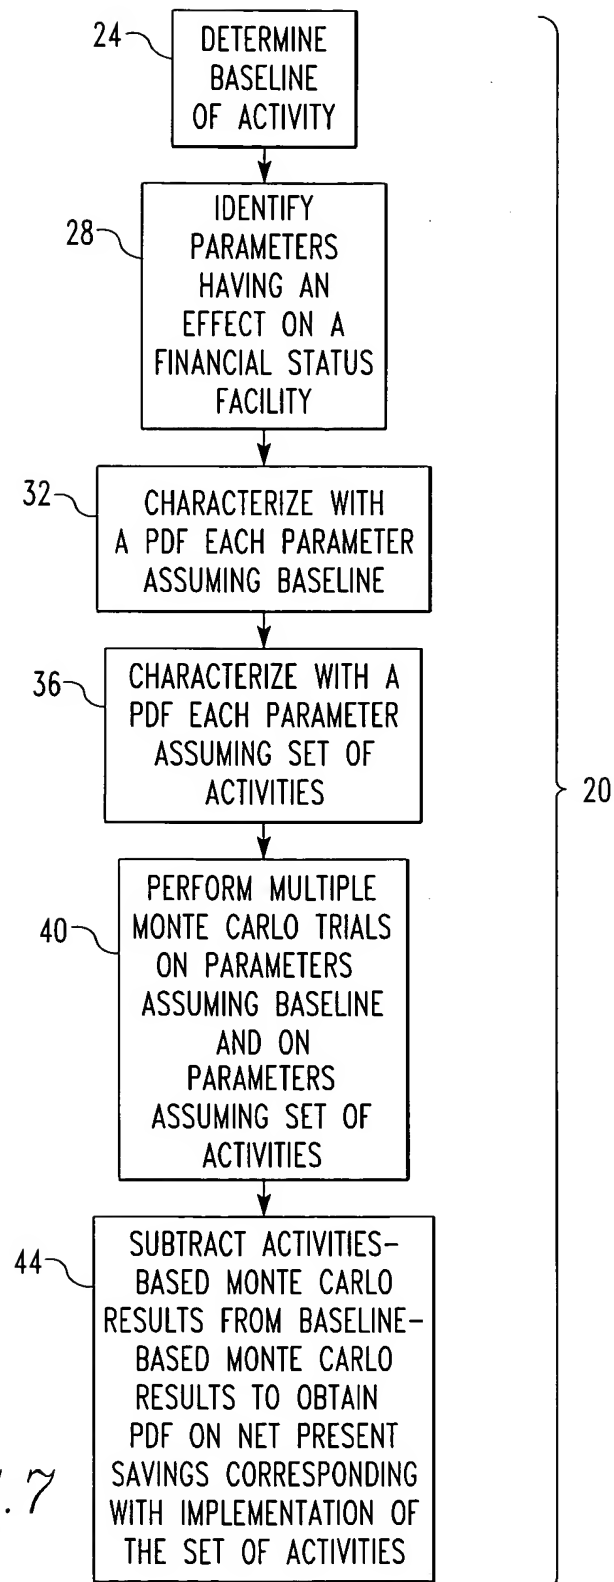 24
DETERMINE
BASELINE
OF ACTIVITY
28
IDENTIFY
PARAMETERS
HAVING AN
EFFECT ON A
FINANCIAL STATUS
FACILITY
32
CHARACTERIZE WITH
A PDF EACH PARAMETER
ASSUMING BASELINE
36
CHARACTERIZE WITH A
PDF EACH PARAMETER
ASSUMING SET OF
ACTIVITIES
20
40
PERFORM MULTIPLE
MONTE CARLO TRIALS
ON PARAMETERS
ASSUMING BASELINE
AND ON
PARAMETERS
ASSUMING SET OF
ACTIVITIES
44
SUBTRACT ACTIVITIES-
BASED MONTE CARLO
RESULTS FROM BASELINE-
BASED MONTE CARLO
RESULTS TO OBTAIN
PDF ON NET PRESENT
SAVINGS CORRESPONDING
WITH IMPLEMENTATION OF
THE SET OF ACTIVITIES
.7